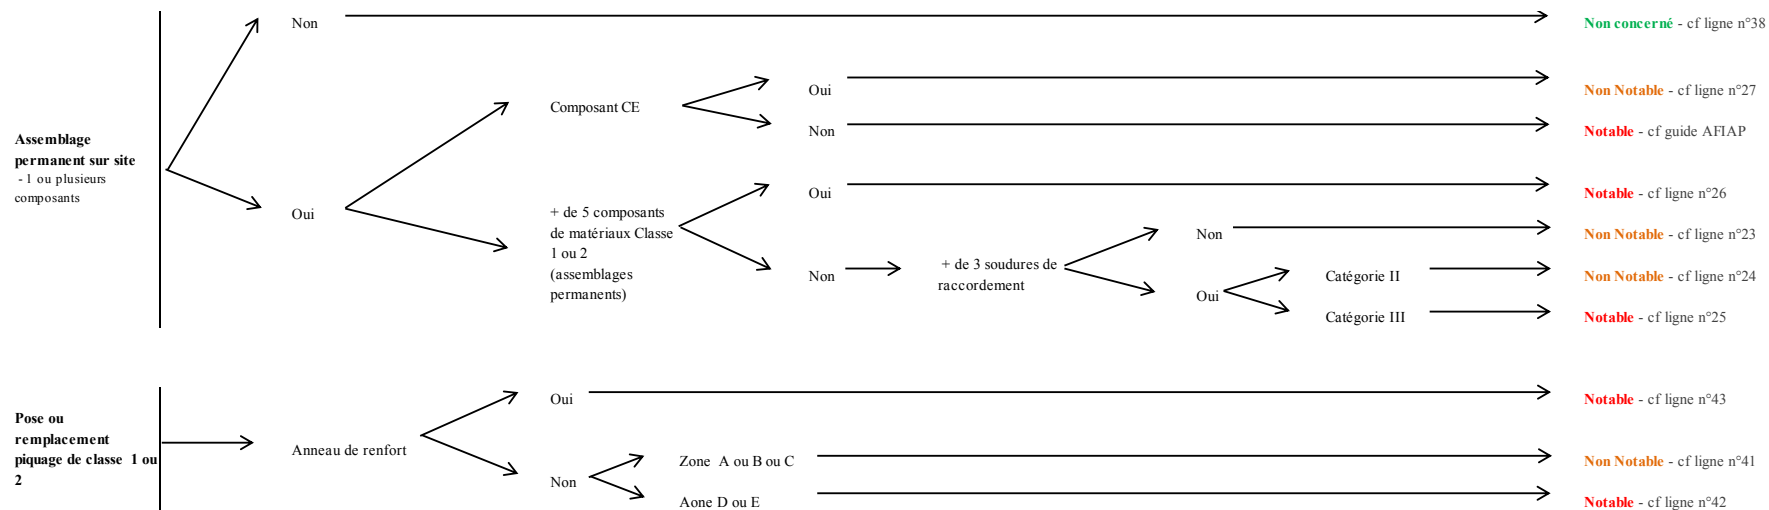 Non
Non concerné - cf ligne n°38
Oui
Non Notable - cf ligne n°27
Composant CE
Non
Notable - cf guide AFIAP
Assemblage
permanent sur site
- 1 ou plusieurs
composants
Oui
Oui
Notable - cf ligne n°26
+ de 5 composants
de matériaux Classe
1 ou 2
(assemblages
permanents)
Non
+ de 3 soudures de
raccordement
Non
Non Notable - cf ligne n°23
Oui
Catégorie II
Non Notable - cf ligne n°24
Catégorie III
Notable - cf ligne n°25
Pose ou
remplacement
piquage de classe 1 ou
2
Anneau de renfort
Oui
Notable - cf ligne n°43
Non
Zone A ou B ou C
Non Notable - cf ligne n°41
Aone D ou E
Notable - cf ligne n°42